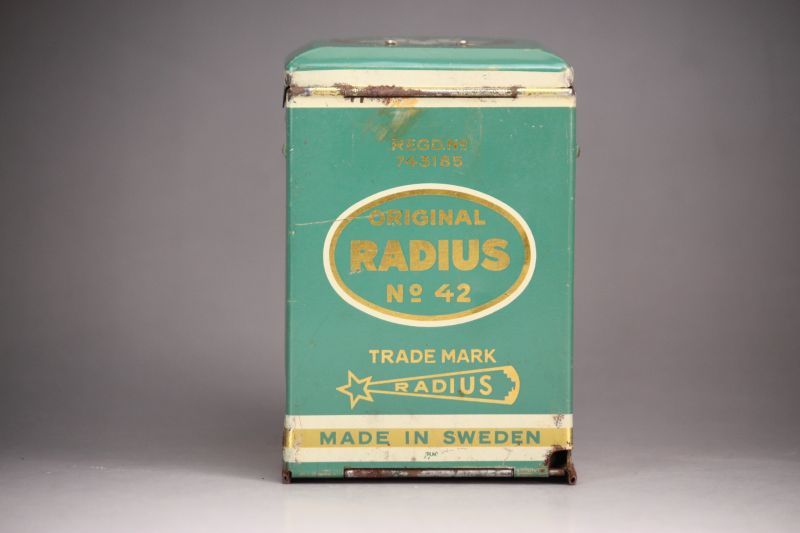 REGD. Nº
743185
ORIGINAL
RADIUS
Nº 42
TRADE MARK
RADIUS
MADE IN SWEDEN